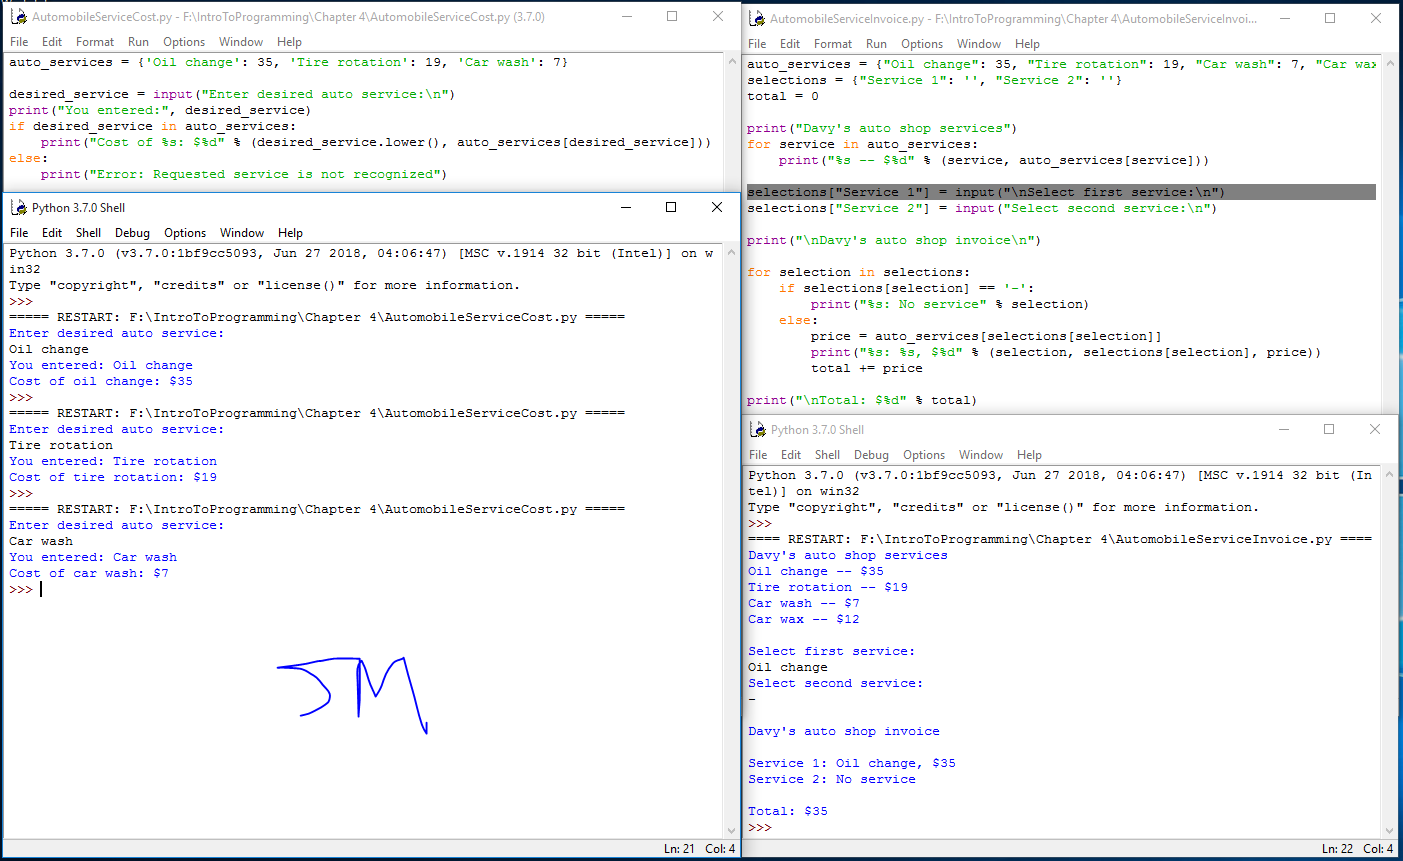 AutomobileServiceCost.py - F:\IntroToProgramming\Chapter 4\AutomobileServiceCost.py (3.7.0)
File Edit Format Run Options Window Help
auto_services = {'Oil change': 35, 'Tire rotation': 19, 'Car wash': 7}
desired_service = input("Enter desired auto service:\n")
print("You entered:", desired_service)
if desired_service in auto_services:
    print("Cost of %s: $%d" % (desired_service.lower(), auto_services[desired_service]))
else:
    print("Error: Requested service is not recognized")
Python 3.7.0 Shell
File Edit Shell Debug Options Window Help
Python 3.7.0 (v3.7.0:1bf9cc5093, Jun 27 2018, 04:06:47) [MSC v.1914 32 bit (Intel)] on w
in32
Type "copyright", "credits" or "license()" for more information.
>>>
===== RESTART: F:\IntroToProgramming\Chapter 4\AutomobileServiceCost.py =====
Enter desired auto service:
Oil change
You entered: Oil change
Cost of oil change: $35
>>>
===== RESTART: F:\IntroToProgramming\Chapter 4\AutomobileServiceCost.py =====
Enter desired auto service:
Tire rotation
You entered: Tire rotation
Cost of tire rotation: $19
>>>
===== RESTART: F:\IntroToProgramming\Chapter 4\AutomobileServiceCost.py =====
Enter desired auto service:
Car wash
You entered: Car wash
Cost of car wash: $7
>>>
JM
Ln: 21 Col: 4
AutomobileServiceInvoice.py - F:\IntroToProgramming\Chapter 4\AutomobileServiceInvoi...
File Edit Format Run Options Window Help
auto_services = {"Oil change": 35, "Tire rotation": 19, "Car wash": 7, "Car wax
selections = {"Service 1": '', "Service 2": ''}
total = 0
print("Davy's auto shop services")
for service in auto_services:
    print("%s -- $%d" % (service, auto_services[service]))
selections["Service 1"] = input("\nSelect first service:\n")
selections["Service 2"] = input("Select second service:\n")
print("\nDavy's auto shop invoice\n")
for selection in selections:
    if selections[selection] == '-':
        print("%s: No service" % selection)
    else:
        price = auto_services[selections[selection]]
        print("%s: %s, $%d" % (selection, selections[selection], price))
        total += price
print("\nTotal: $%d" % total)
Python 3.7.0 Shell
File Edit Shell Debug Options Window Help
Python 3.7.0 (v3.7.0:1bf9cc5093, Jun 27 2018, 04:06:47) [MSC v.1914 32 bit (In
tel)] on win32
Type "copyright", "credits" or "license()" for more information.
>>>
==== RESTART: F:\IntroToProgramming\Chapter 4\AutomobileServiceInvoice.py ====
Davy's auto shop services
Oil change -- $35
Tire rotation -- $19
Car wash -- $7
Car wax -- $12
Select first service:
Oil change
Select second service:
-
Davy's auto shop invoice
Service 1: Oil change, $35
Service 2: No service
Total: $35
>>>
Ln: 22 Col: 4